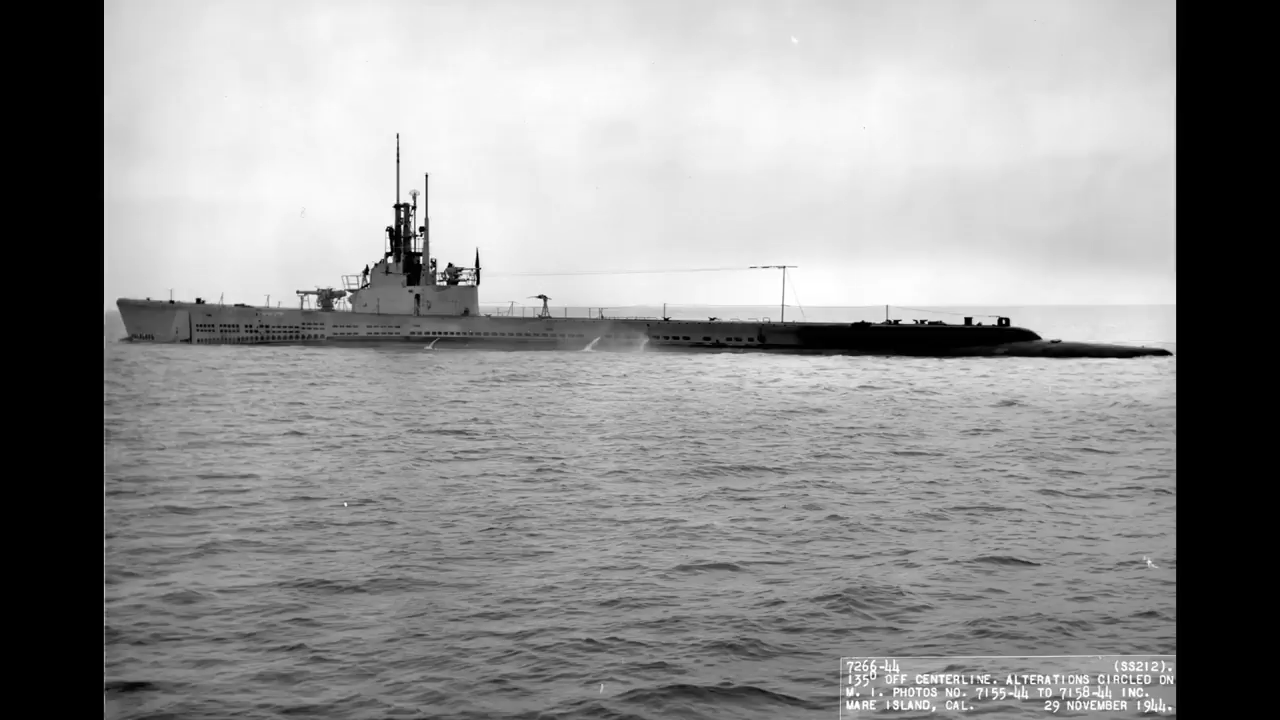 7266-44 (SS212).
135° OFF CENTERLINE. ALTERATIONS CIRCLED ON
M. I. PHOTOS NO. 7155-44 TO 7158-44 INC.
MARE ISLAND, CAL. 29 NOVEMBER 1944.